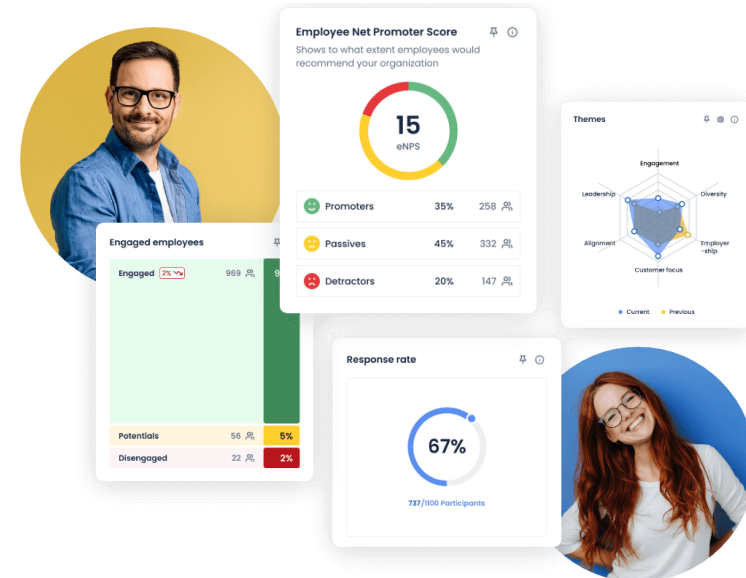 Employee Net Promoter Score
Shows to what extent employees would
recommend your organization
15
eNPS
Promoters 35% 258
Passives 45% 332
Detractors 20% 147
Themes
Engagement
Leadership
Diversity
Alignment
Employer
-ship
Customer focus
Current Previous
Engaged employees
Engaged 2% 969 9
Potentials 56 5%
Disengaged 22 2%
Response rate
67%
737/1100 Participants